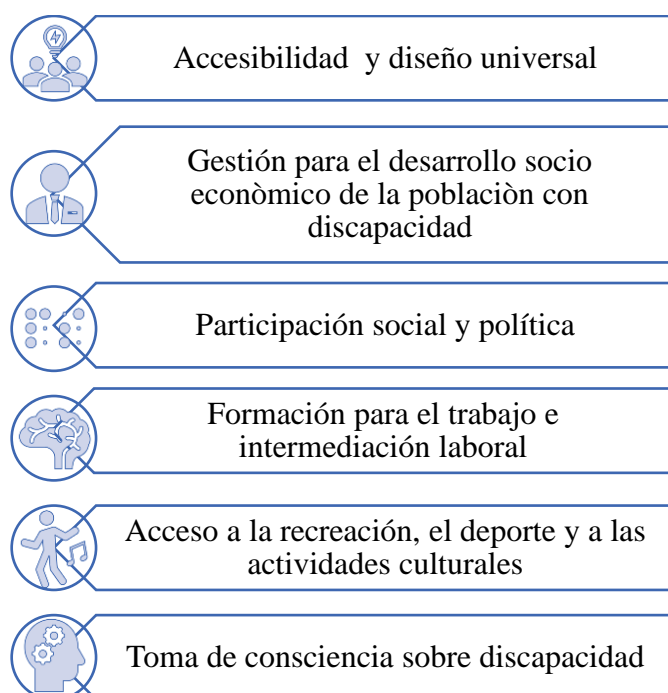 Accesibilidad  y diseño universal
Gestión para el desarrollo socio
econòmico de la poblaciòn con
discapacidad
Participación social y política
Formación para el trabajo e
intermediación laboral
Acceso a la recreación, el deporte y a las
actividades culturales
Toma de consciencia sobre discapacidad